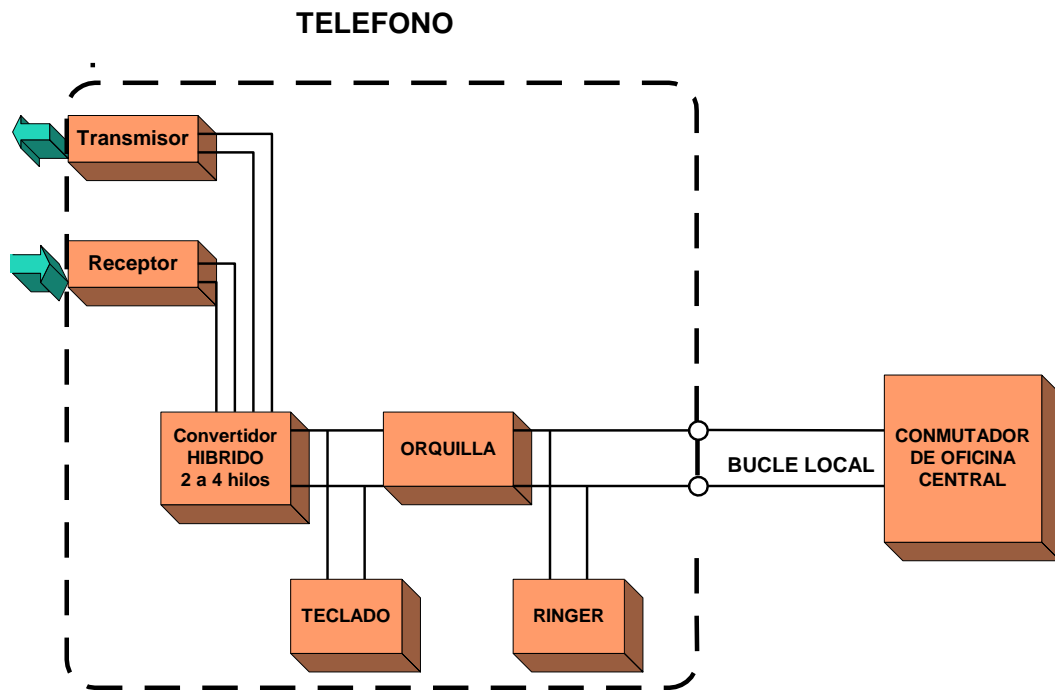 TELEFONO
.
Transmisor
Receptor
Convertidor
HIBRIDO
2 a 4 hilos
ORQUILLA
BUCLE LOCAL
CONMUTADOR
DE OFICINA
CENTRAL
TECLADO
RINGER